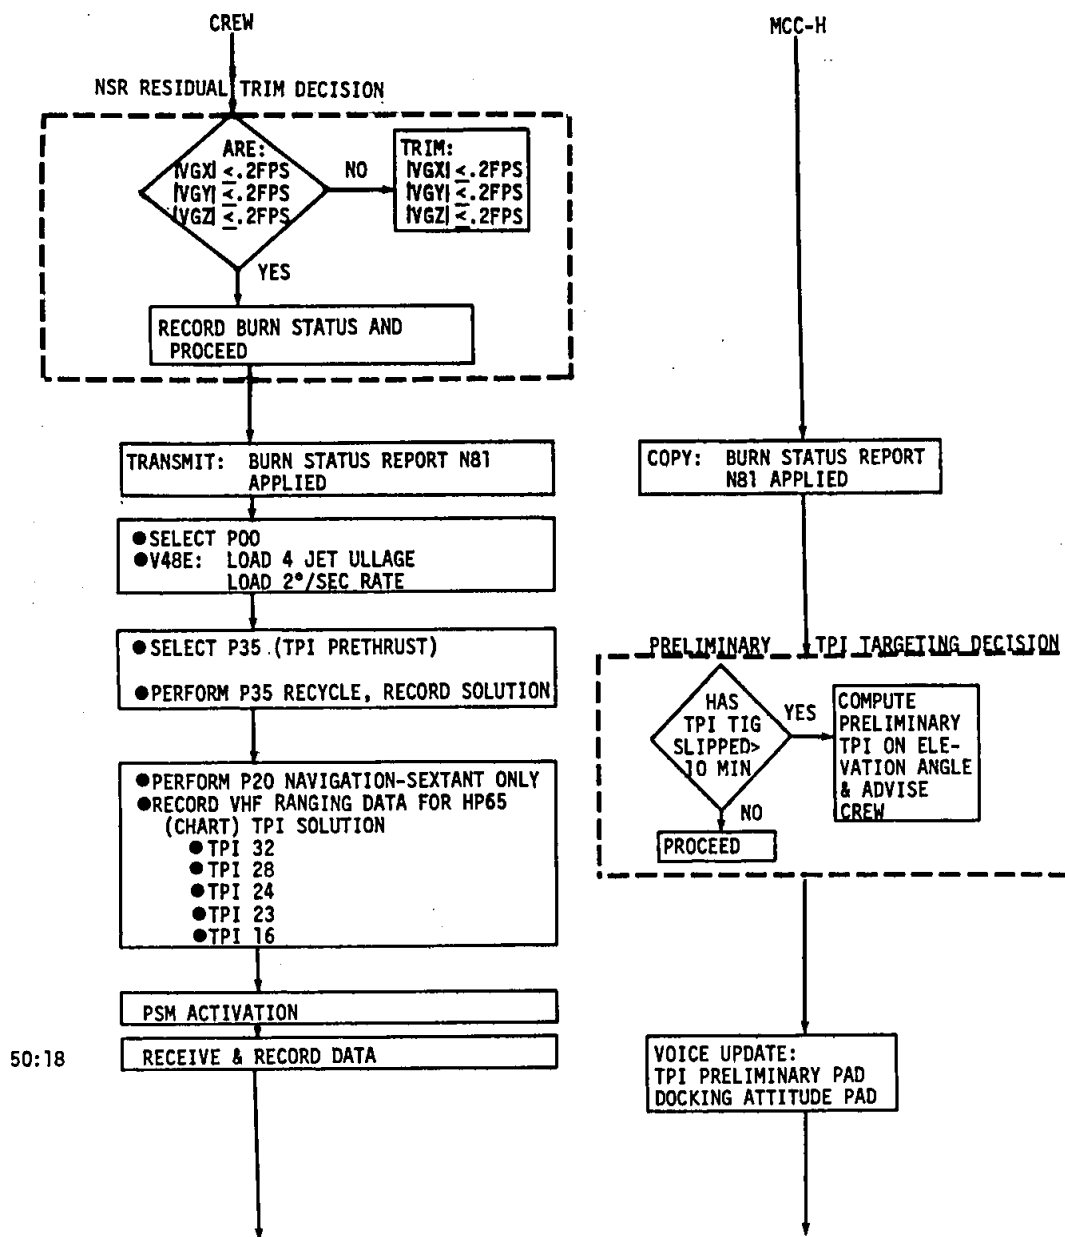 CREW
NSR RESIDUAL TRIM DECISION
ARE:
|VGX| ≤.2FPS
|VGY| ≤.2FPS
|VGZ| ≤.2FPS
NO
TRIM:
|VGX| ≤.2FPS
|VGY| ≤.2FPS
|VGZ| ≤.2FPS
YES
RECORD BURN STATUS AND
PROCEED
TRANSMIT: BURN STATUS REPORT N81
APPLIED
●SELECT P00
●V48E: LOAD 4 JET ULLAGE
LOAD 2°/SEC RATE
●SELECT P35 (TPI PRETHRUST)
●PERFORM P35 RECYCLE, RECORD SOLUTION
●PERFORM P20 NAVIGATION-SEXTANT ONLY
●RECORD VHF RANGING DATA FOR HP65
(CHART) TPI SOLUTION
●TPI 32
●TPI 28
●TPI 24
●TPI 23
●TPI 16
PSM ACTIVATION
50:18
RECEIVE & RECORD DATA
MCC-H
COPY: BURN STATUS REPORT
N81 APPLIED
PRELIMINARY TPI TARGETING DECISION
HAS
TPI TIG
SLIPPED>
10 MIN
YES
COMPUTE
PRELIMINARY
TPI ON ELE-
VATION ANGLE
& ADVISE
CREW
NO
PROCEED
VOICE UPDATE:
TPI PRELIMINARY PAD
DOCKING ATTITUDE PAD